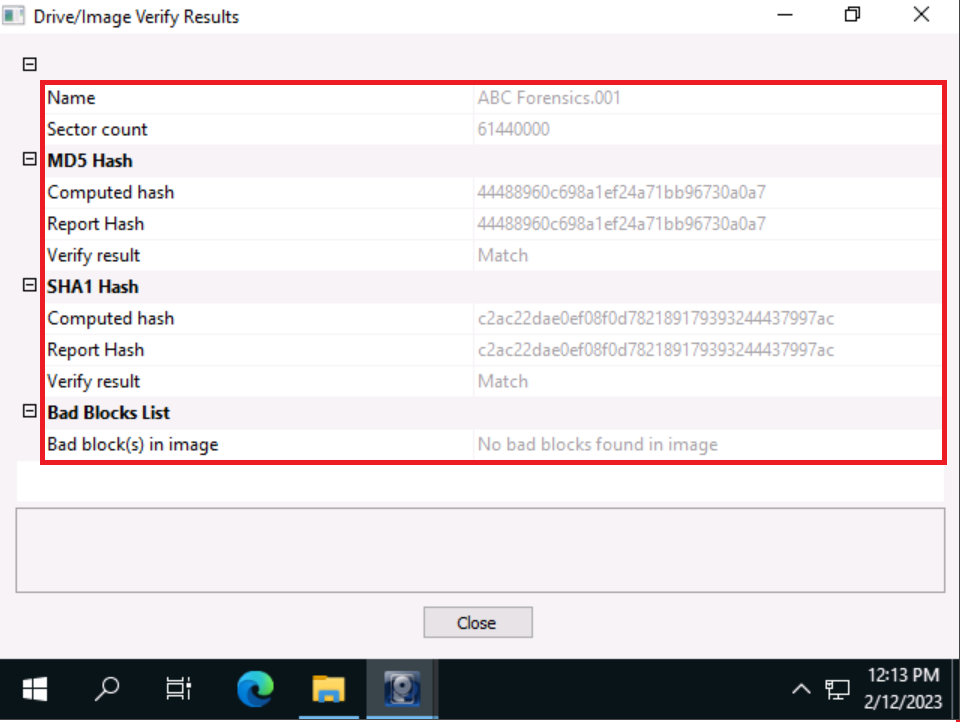 Drive/Image Verify Results
Name ABC Forensics.001
Sector count 61440000
MD5 Hash
Computed hash 44488960c698a1ef24a71bb96730a0a7
Report Hash 44488960c698a1ef24a71bb96730a0a7
Verify result Match
SHA1 Hash
Computed hash c2ac22dae0ef08f0d782189179393244437997ac
Report Hash c2ac22dae0ef08f0d782189179393244437997ac
Verify result Match
Bad Blocks List
Bad block(s) in image No bad blocks found in image
Close
12:13 PM
2/12/2023